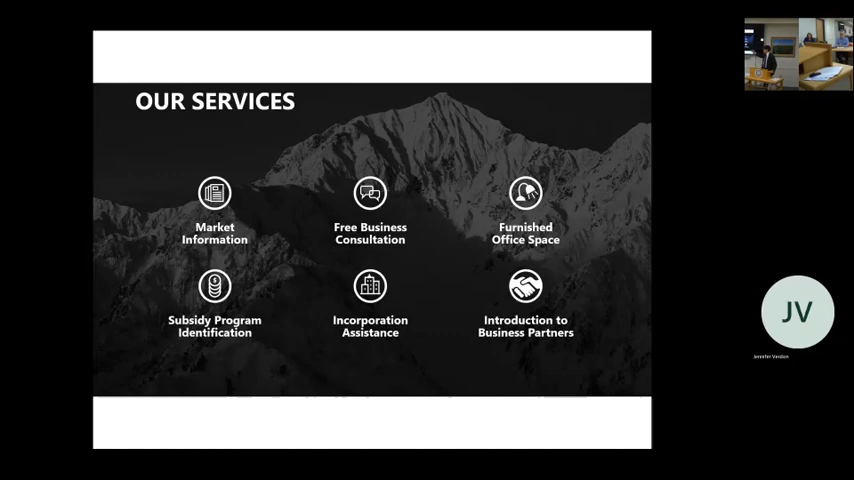 OUR SERVICES
Market
Information
Free Business
Consultation
Furnished
Office Space
Subsidy Program
Identification
Incorporation
Assistance
Introduction to
Business Partners
JV
Jennifer Verdon